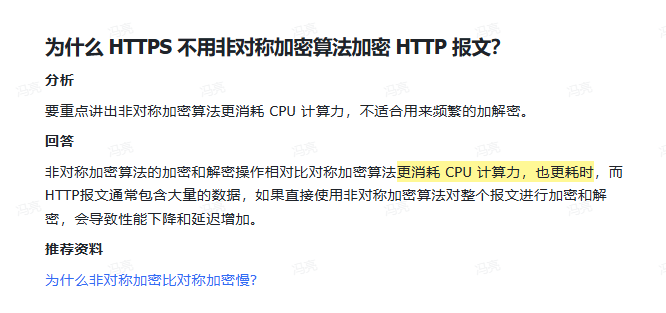 为什么 HTTPS 不用非对称加密算法加密 HTTP 报文?
分析
要重点讲出非对称加密算法更消耗 CPU 计算力，不适合用来频繁的加解密。
回答
非对称加密算法的加密和解密操作相对比对称加密算法更消耗 CPU 计算力，也更耗时，而
HTTP报文通常包含大量的数据，如果直接使用非对称加密算法对整个报文进行加密和解
密，会导致性能下降和延迟增加。
推荐资料
为什么非对称加密比对称加密慢?